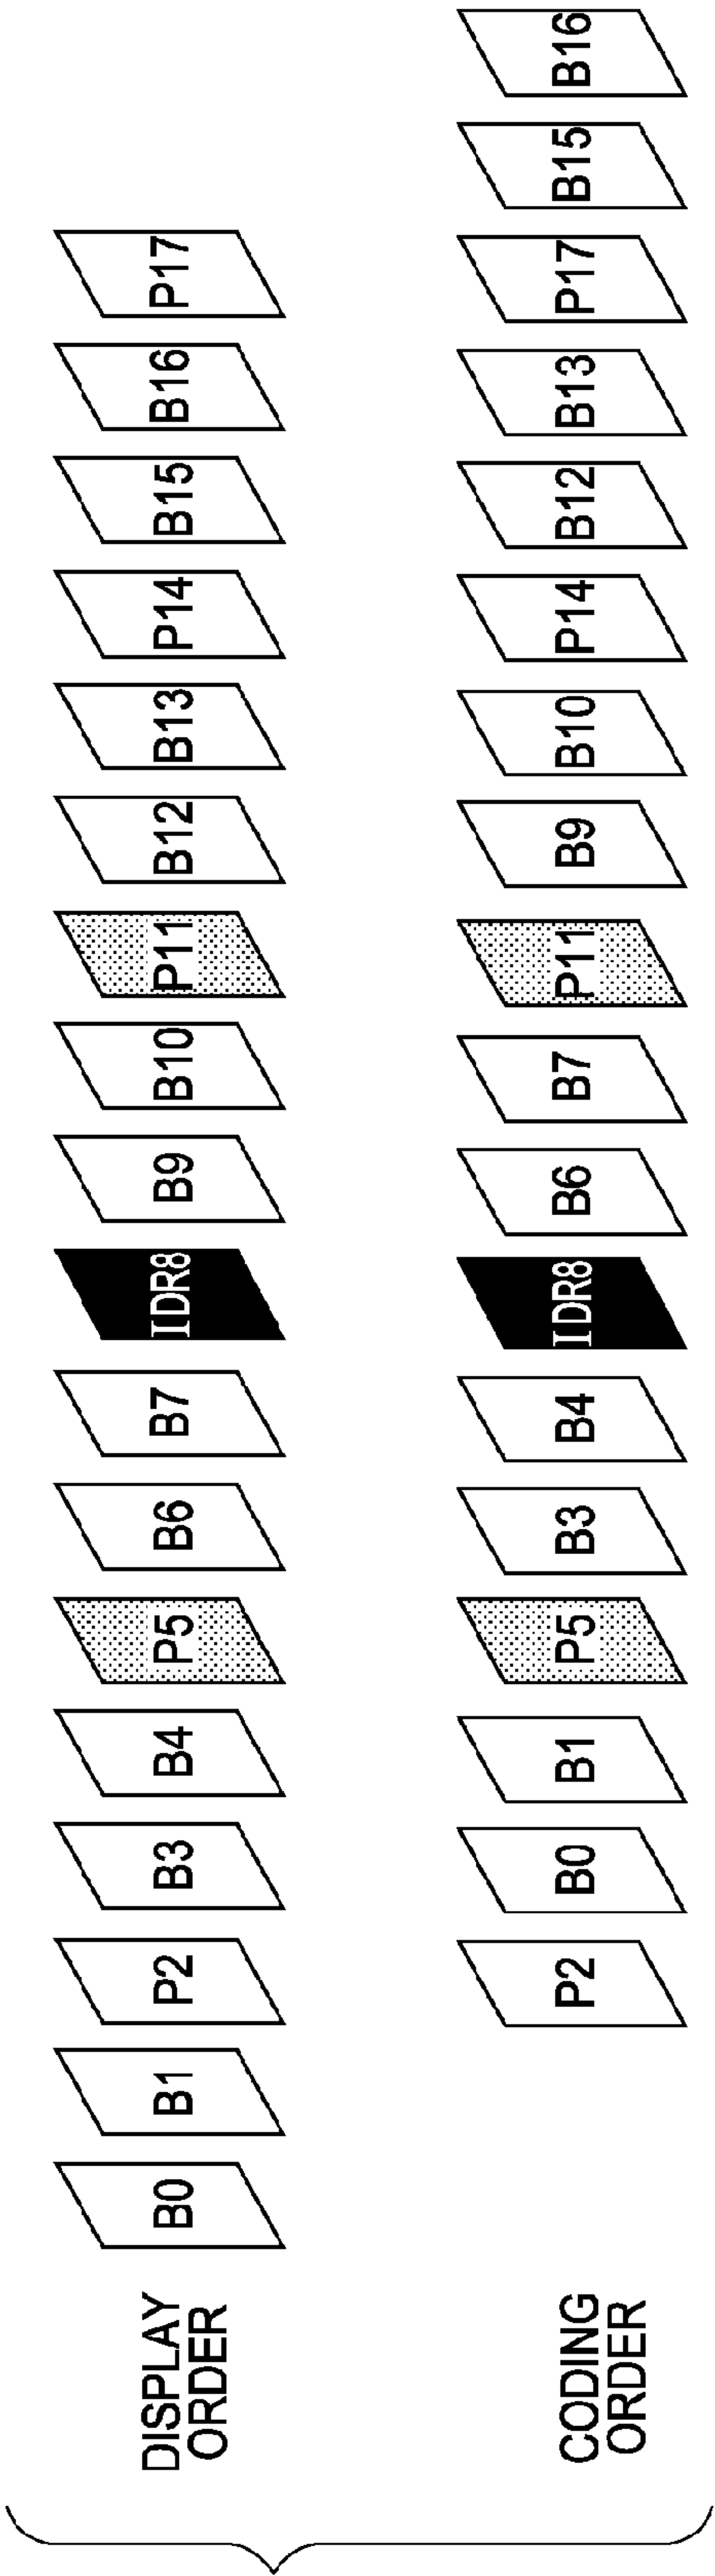 DISPLAY
ORDER
B0 B1 P2 B3 B4 P5 B6 B7 IDR8 B9 B10 P11 B12 B13 P14 B15 B16 P17
CODING
ORDER
P2 B0 B1 P5 B3 B4 IDR8 B6 B7 P11 B9 B10 P14 B12 B13 P17 B15 B16